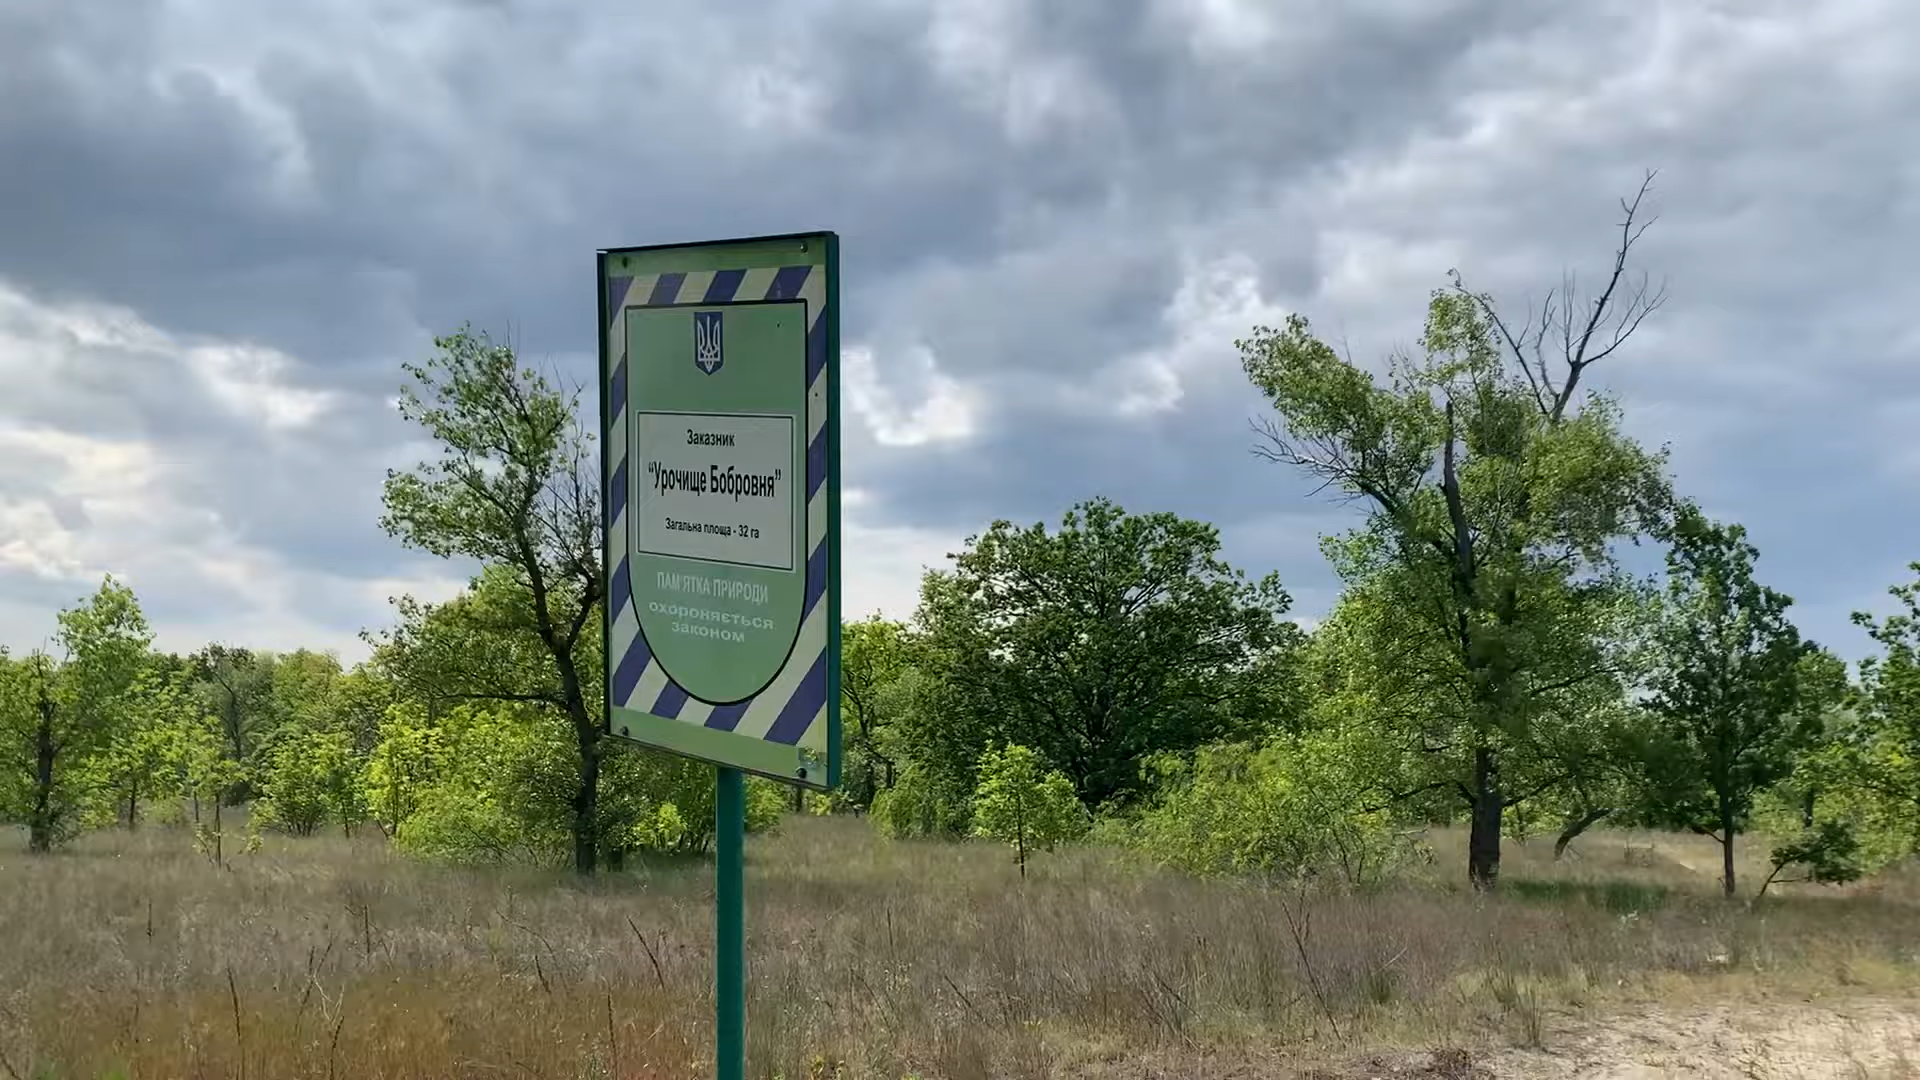 Заказник
“Урочище Бобровня”
Загальна площа - 32 га
ПАМ'ЯТКА ПРИРОДИ
охороняється
законом